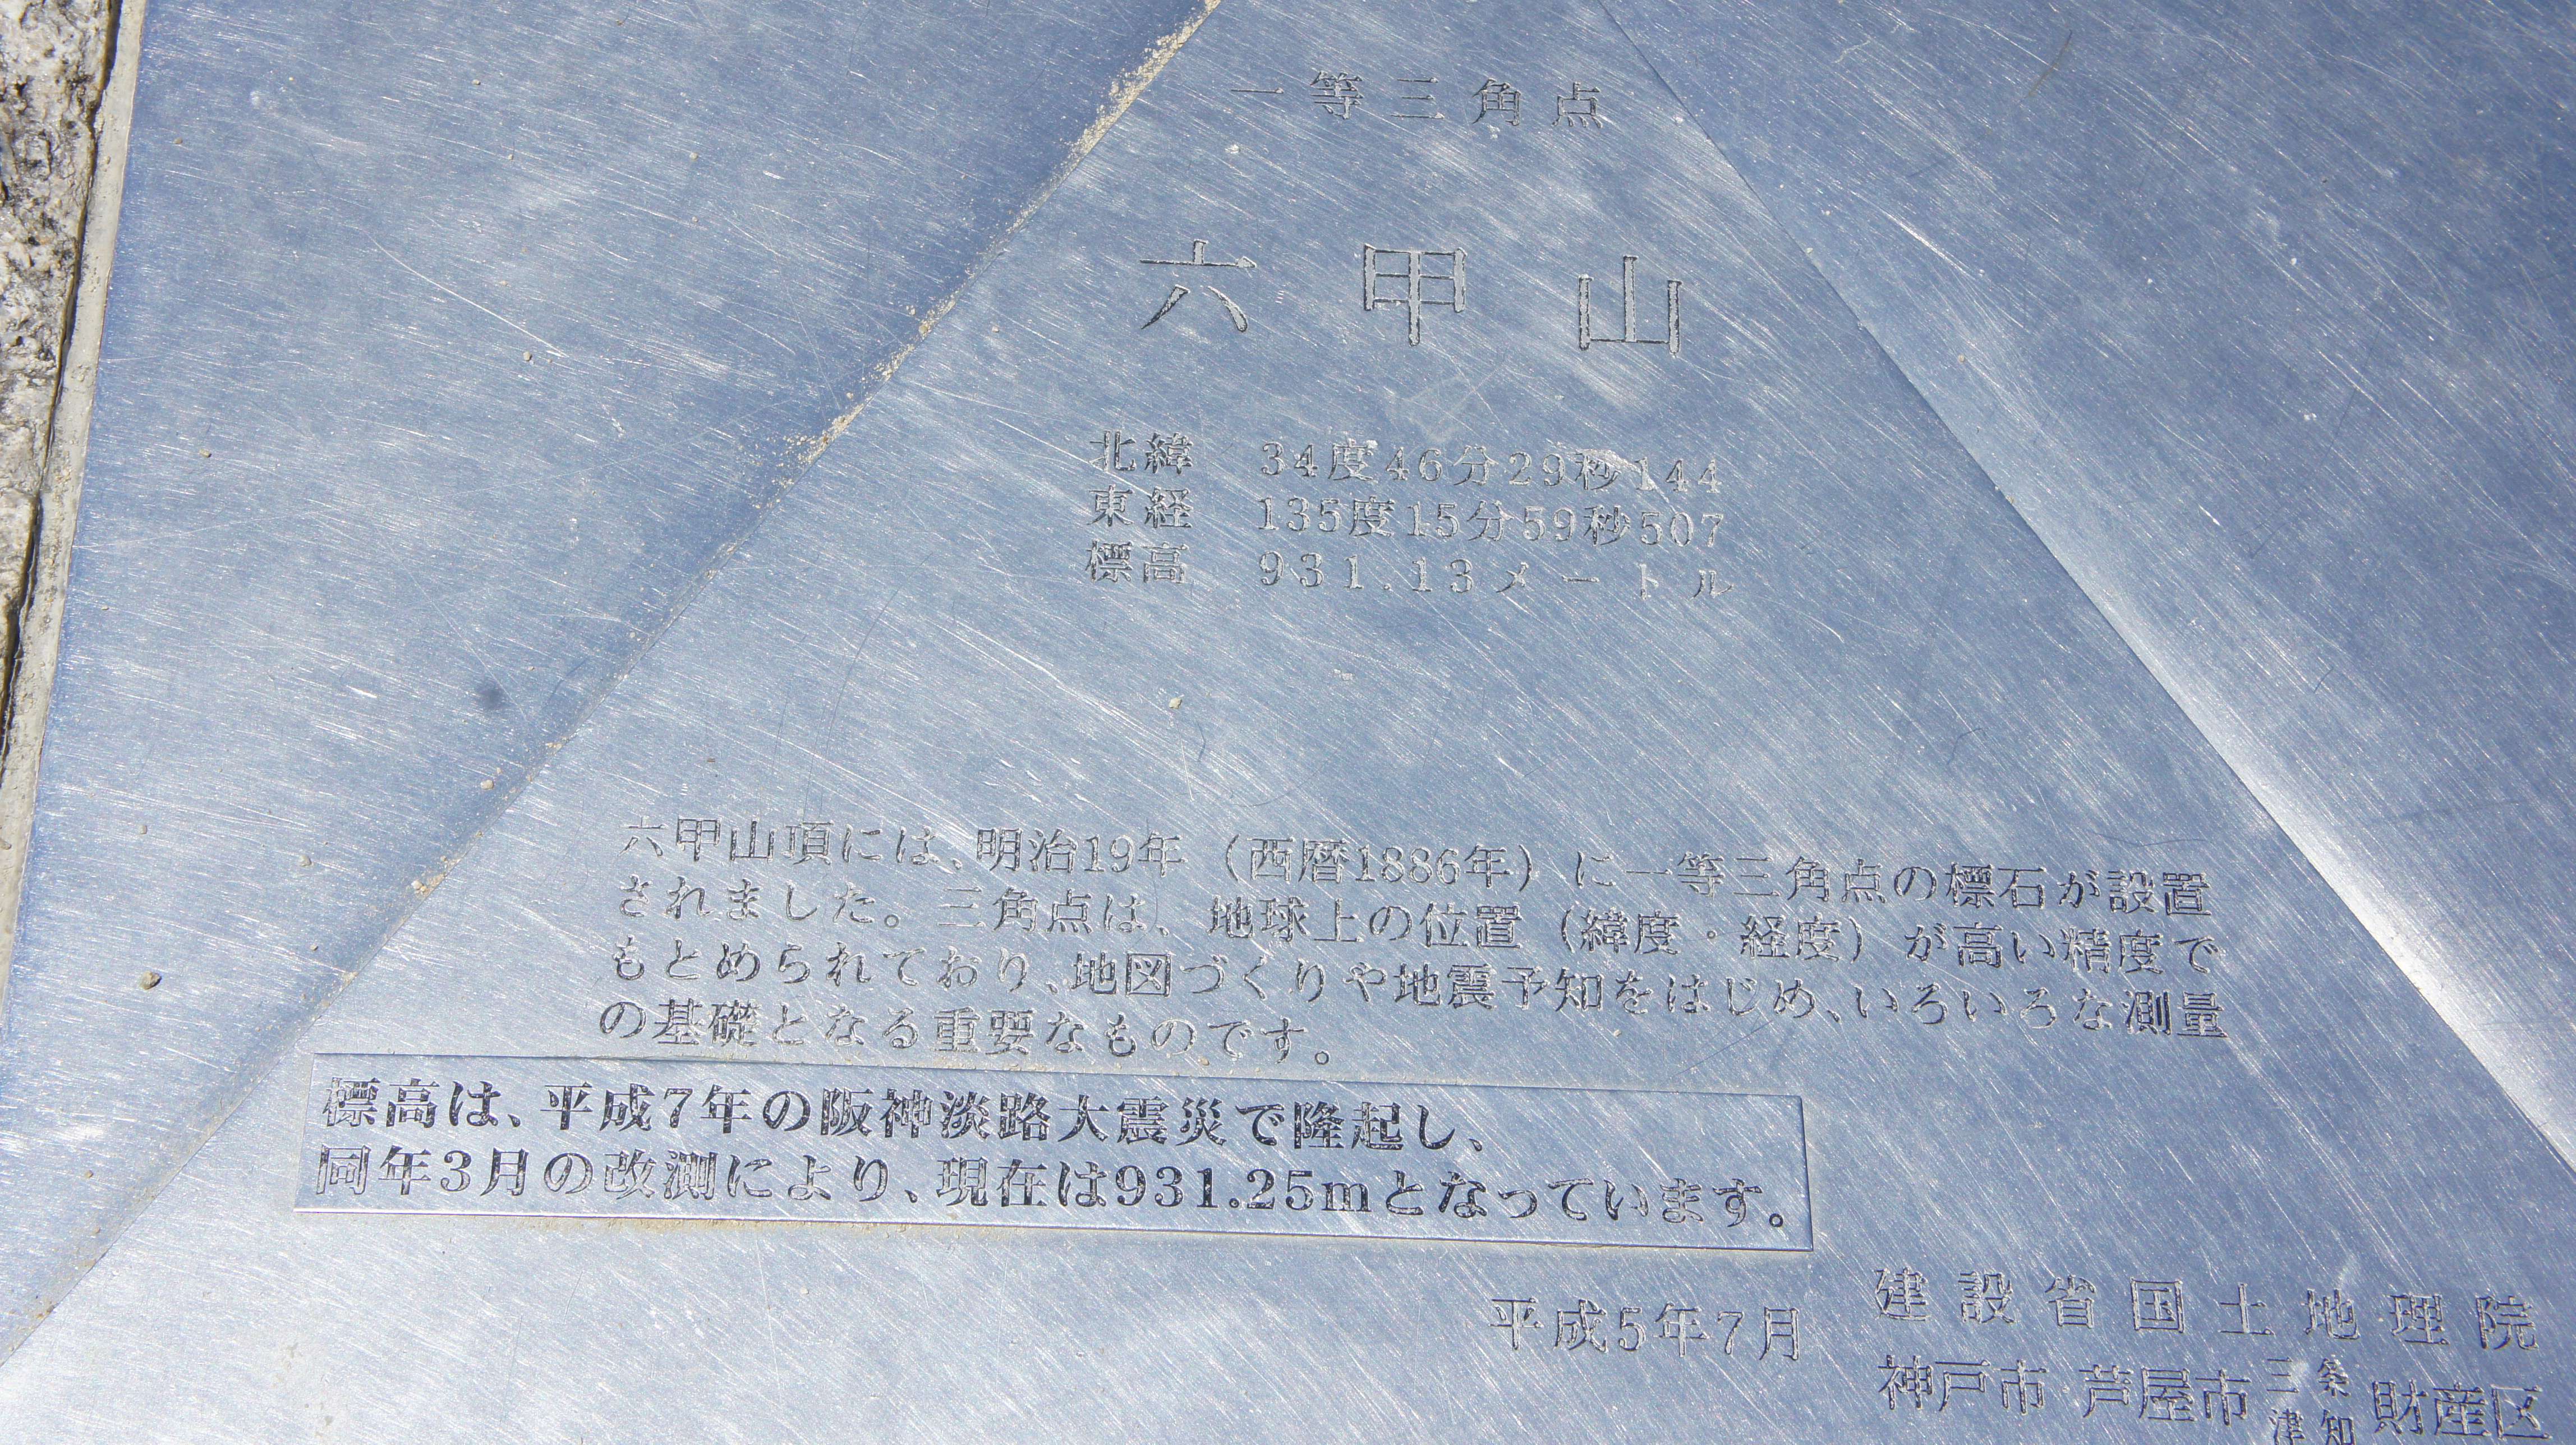 一等三角点
六甲山
北緯 34度46分29秒144
東経 135度15分59秒507
標高 931.13メートル
六甲山頂には、明治19年（西暦1886年）に一等三角点の標石が設置
されました。三角点は、地球上の位置（緯度・経度）が高い精度で
もとめられており、地図づくりや地震予知をはじめ、いろいろな測量
の基礎となる重要なものです。
標高は、平成7年の阪神淡路大震災で隆起し、
同年3月の改測により、現在は931.25mとなっています。
平成5年7月 建設省国土地理院
神戸市 芦屋市三条津知財産区